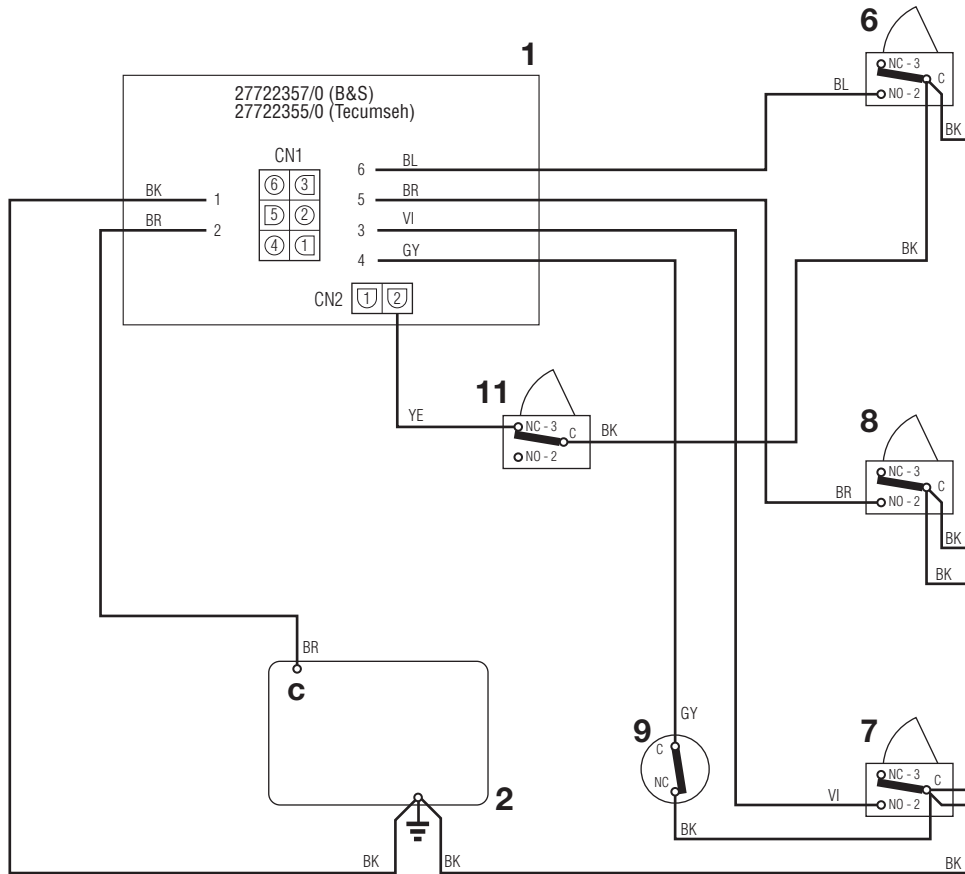 6
NC - 3
C
NO - 2
BL
BK
1
27722357/0 (B&S)
27722355/0 (Tecumseh)
CN1
6 3
5 2
4 1
BK 1
BR 2
6 BL
5 BR
3 VI
4 GY
BK
CN2 1 2
YE
11
NC - 3
C
NO - 2
BK
8
NC - 3
C
NO - 2
BR
BK
BK
BR
c
2
GY
9
C
NC
BK
7
NC - 3
C
NO - 2
VI
BK
BK
BK